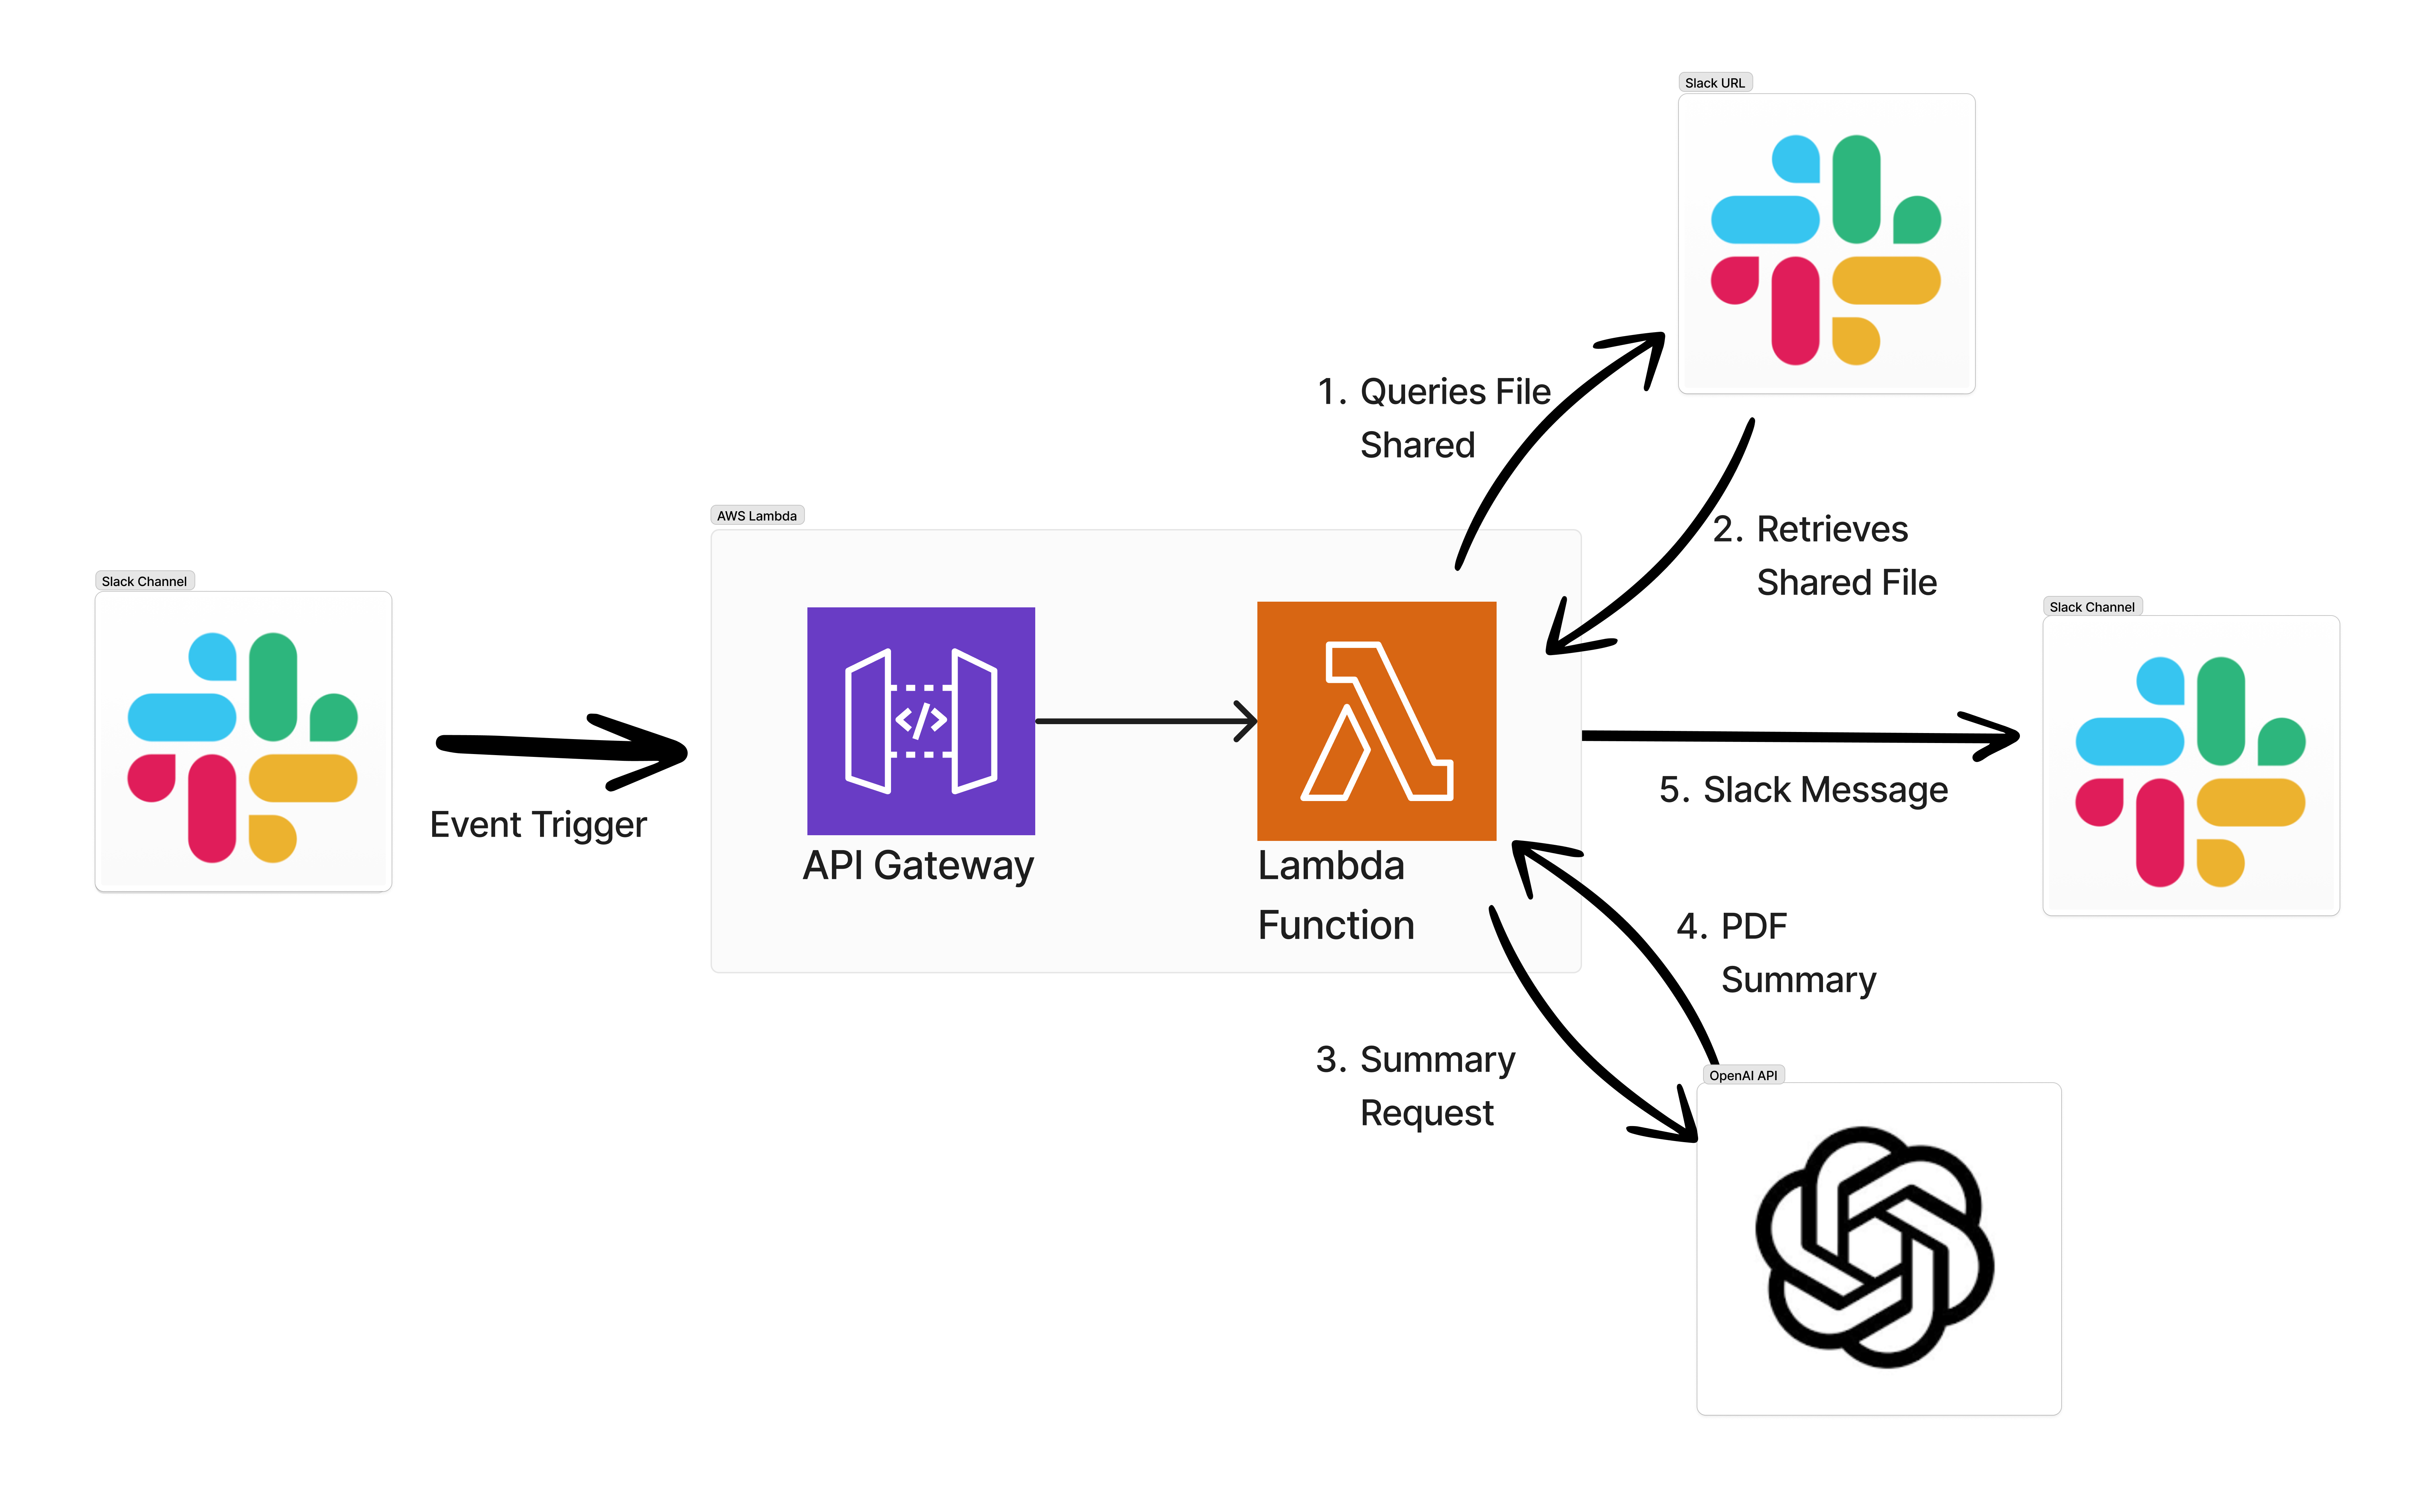 Slack URL
1. Queries File
Shared
2. Retrieves
Shared File
AWS Lambda
Slack Channel
Event Trigger
API Gateway
Lambda
Function
Slack Channel
5. Slack Message
4. PDF
Summary
3. Summary
Request
OpenAI API